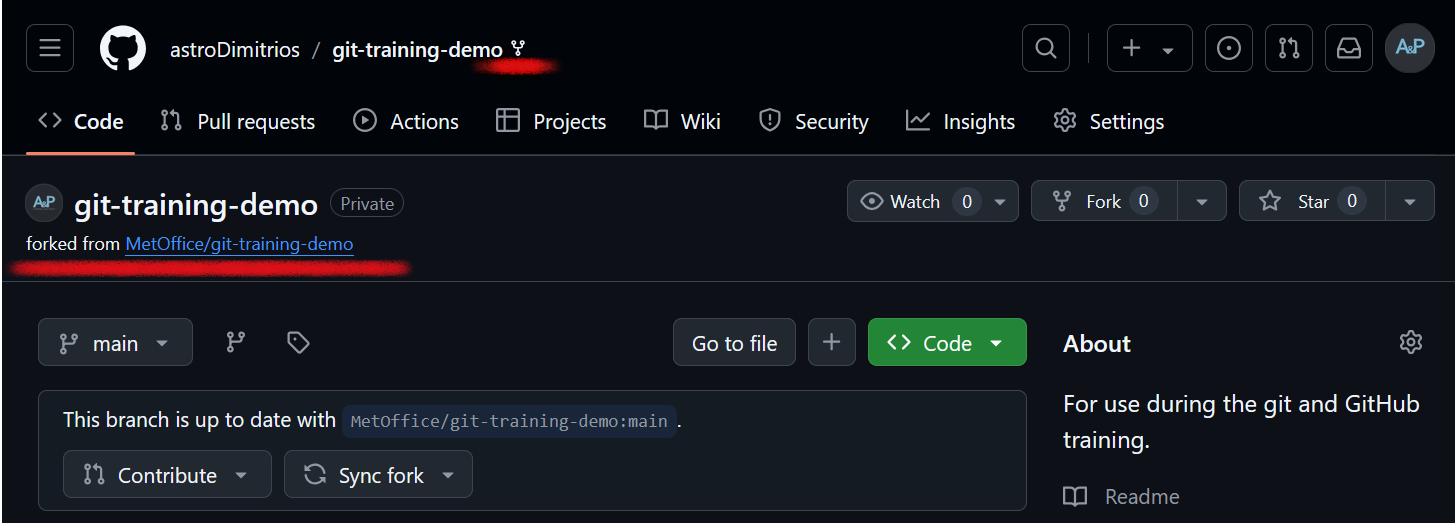 astroDimitrios / git-training-demo
A&P
Code Pull requests Actions Projects Wiki Security Insights Settings
A&P git-training-demo Private
Watch 0 Fork 0 Star 0
forked from MetOffice/git-training-demo
main
Go to file
Code
This branch is up to date with MetOffice/git-training-demo:main.
Contribute Sync fork
About
For use during the git and GitHub
training.
Readme